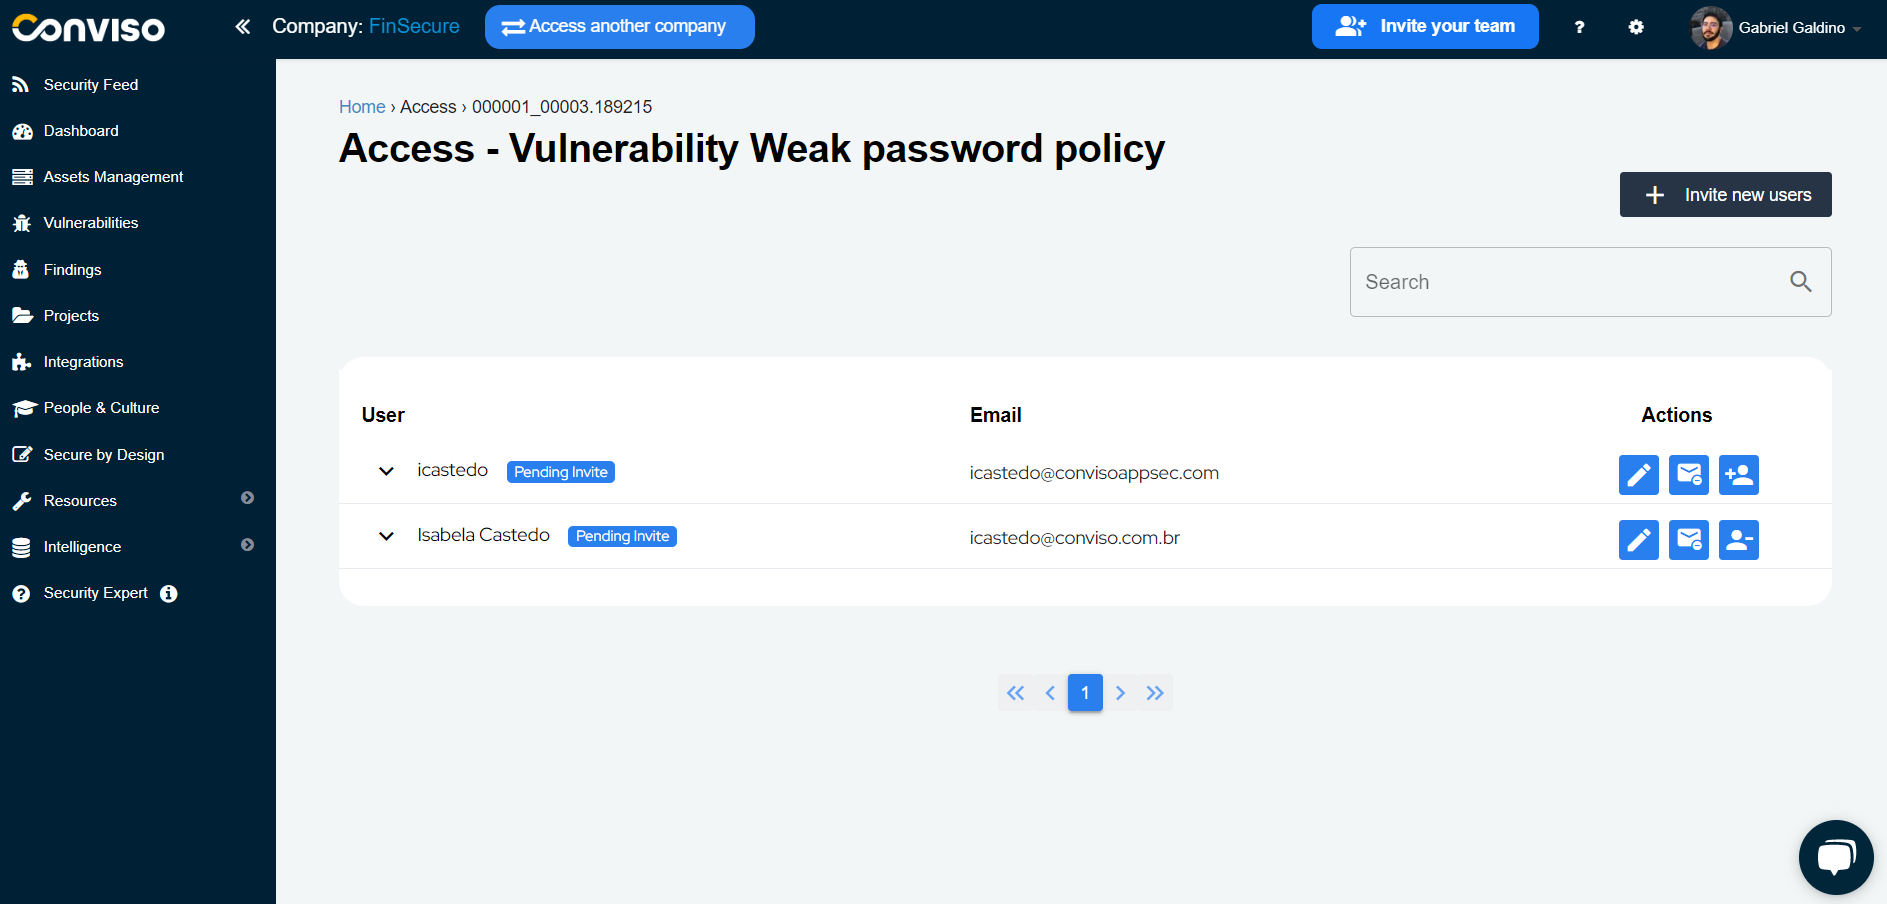 Conviso
Company: FinSecure
Access another company
Invite your team
?
Gabriel Galdino
Security Feed
Dashboard
Assets Management
Vulnerabilities
Findings
Projects
Integrations
People & Culture
Secure by Design
Resources
Intelligence
Security Expert
Home › Access › 000001_00003.189215
Access - Vulnerability Weak password policy
Invite new users
Search
User Email Actions
icastedo Pending Invite icastedo@convisoappsec.com
Isabela Castedo Pending Invite icastedo@conviso.com.br
1